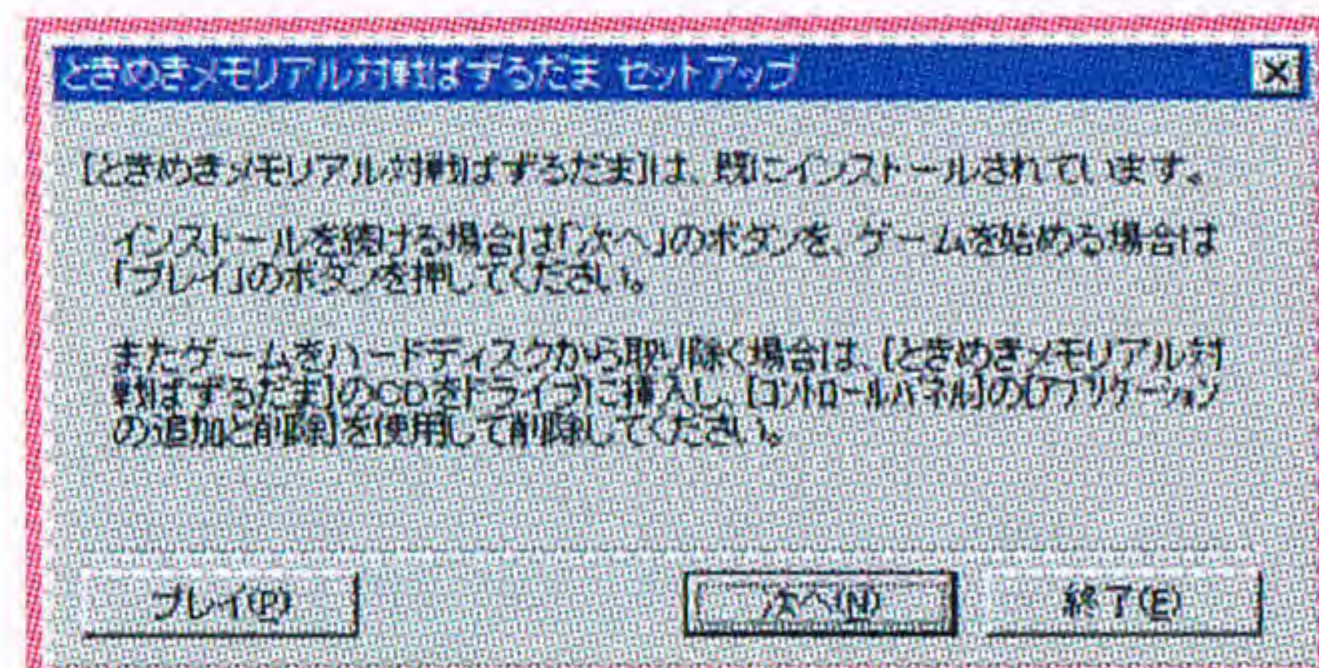 ときめきメモリアル対戦ぱずるだま セットアップ
[ときめきメモリアル対戦ぱずるだま]は、既にインストールされています。
インストールを続ける場合は「次へ」のボタンを、ゲームを始める場合は
「プレイ」のボタンを押してください。
またゲームをハードディスクから取り除く場合は、[ときめきメモリアル対
戦ぱずるだま]のCDをドライブに挿入し、[コントロールパネル]の[アプリケーション
の追加と削除]を使用して削除してください。
プレイ(P)
次へ(N)
終了(E)